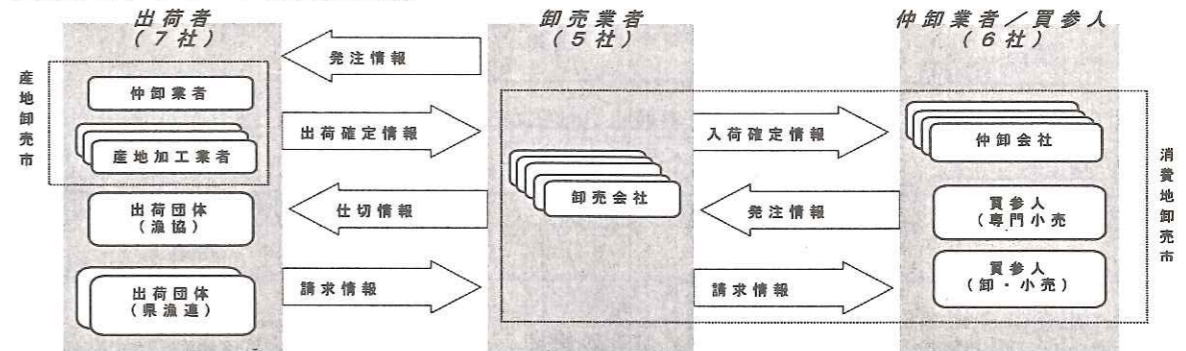 出荷者
(7社)
卸売業者
(5社)
仲卸業者/買参人
(6社)
産地卸売市
仲卸業者
産地加工業者
出荷団体
(漁協)
出荷団体
(県漁連)
発注情報
出荷確定情報
仕切情報
請求情報
卸売会社
入荷確定情報
発注情報
請求情報
仲卸会社
買参人
(専門小売
買参人
(卸・小売)
消費地卸売市